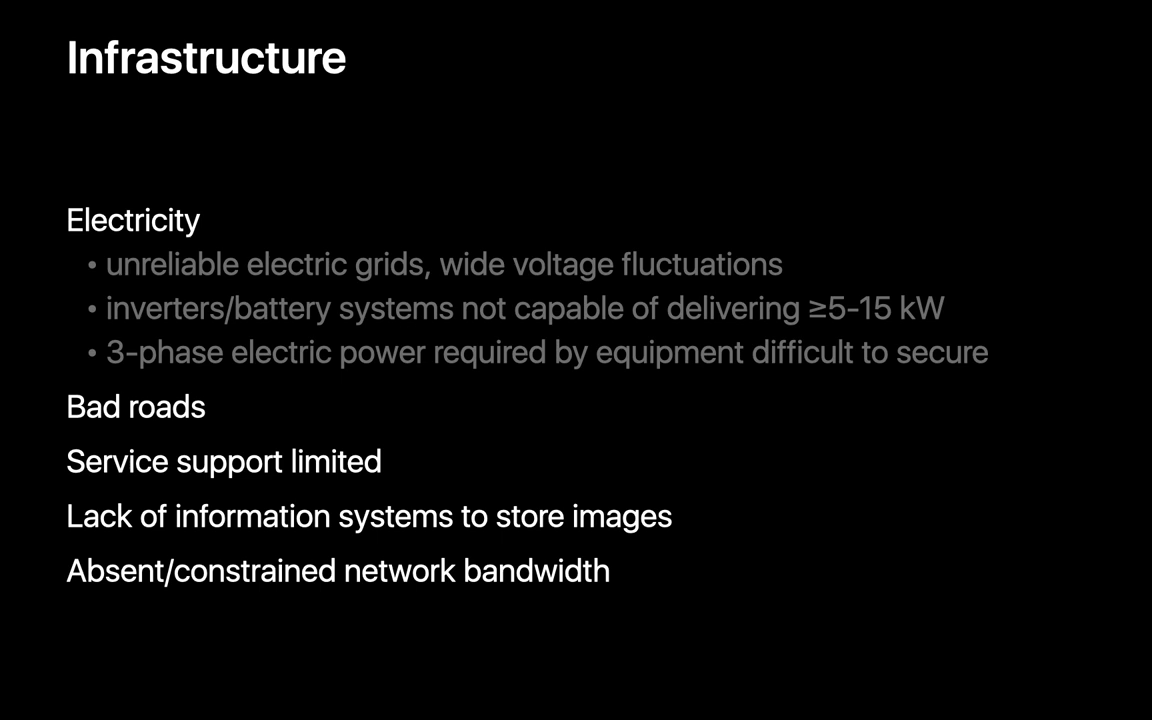 Infrastructure
Electricity
• unreliable electric grids, wide voltage fluctuations
• inverters/battery systems not capable of delivering ≥5-15 kW
• 3-phase electric power required by equipment difficult to secure
Bad roads
Service support limited
Lack of information systems to store images
Absent/constrained network bandwidth